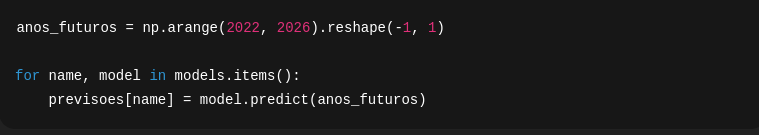 anos_futuros = np.arange(2022, 2026).reshape(-1, 1)
for name, model in models.items():
    previsoes[name] = model.predict(anos_futuros)